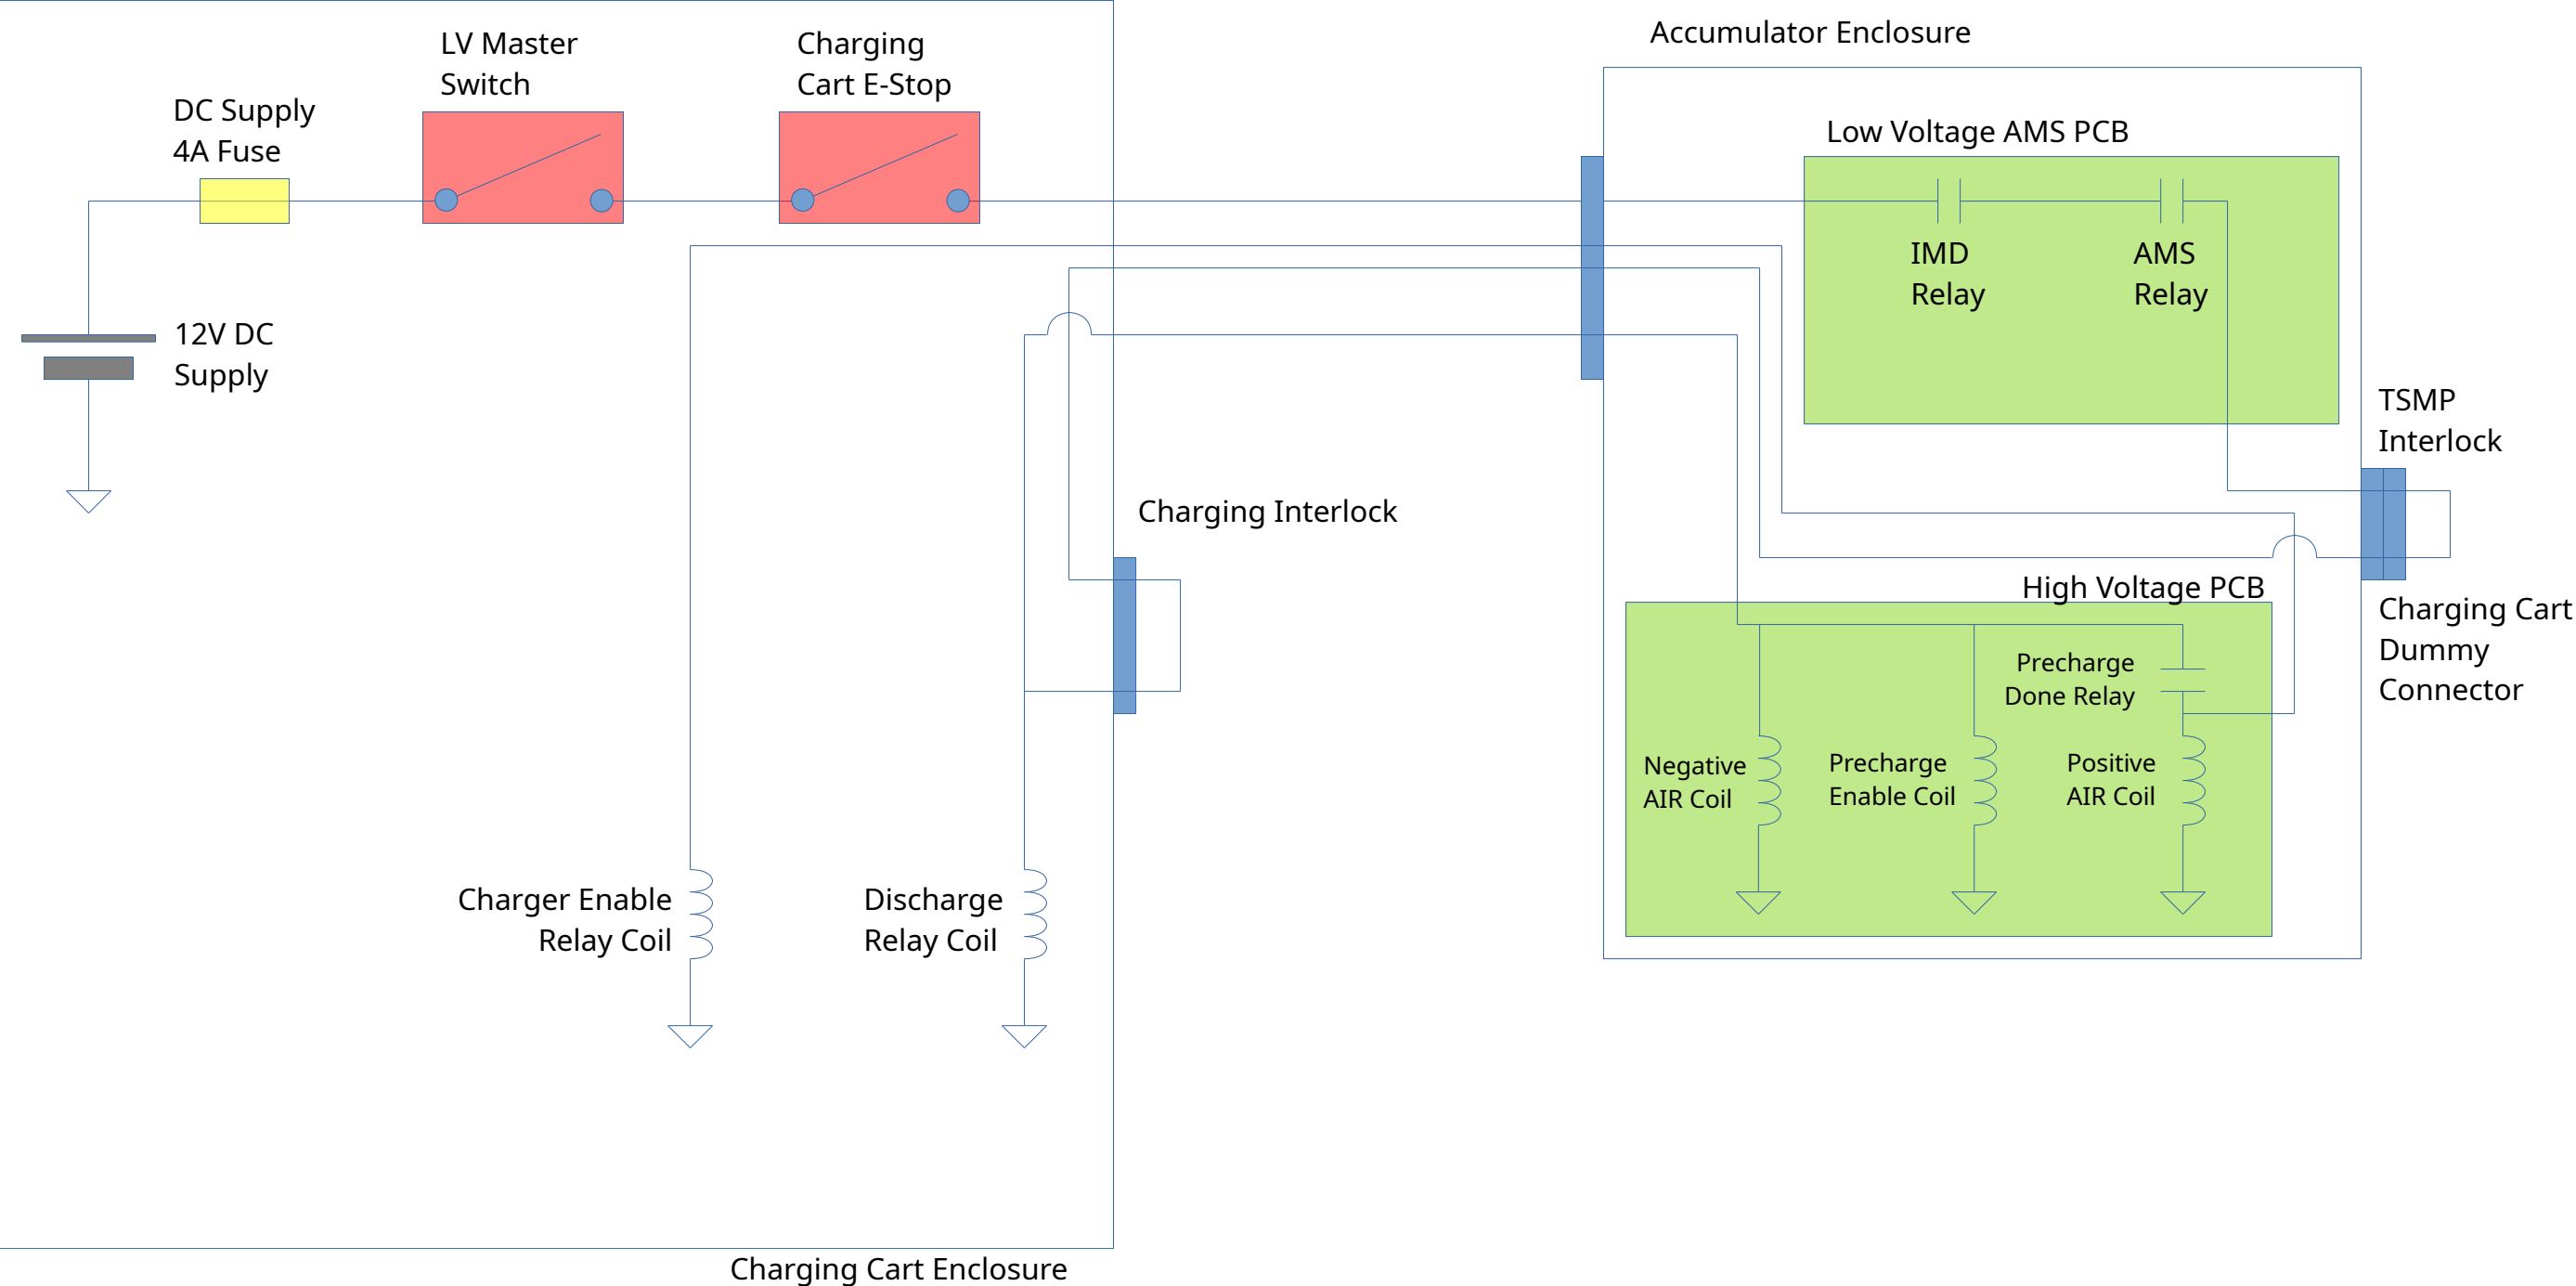 Accumulator Enclosure
LV Master
Switch
Charging
Cart E-Stop
DC Supply
4A Fuse
Low Voltage AMS PCB
IMD
Relay
AMS
Relay
12V DC
Supply
TSMP
Interlock
Charging Interlock
High Voltage PCB
Charging Cart
Dummy
Connector
Precharge
Done Relay
Negative
AIR Coil
Precharge
Enable Coil
Positive
AIR Coil
Charger Enable
Relay Coil
Discharge
Relay Coil
Charging Cart Enclosure